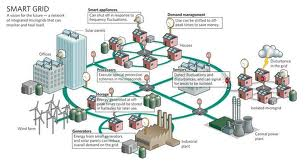 SMART GRID
A vision for the future — a network
of integrated microgrids that can
monitor and heal itself.
Smart appliances
Can shut off in response to
frequency fluctuations.
Demand management
Use can be shifted to off-
peak times to save money.
Solar panels
Offices
Houses
Processors
Execute special protection
schemes in microseconds.
Sensors
Detect fluctuations and
disturbances, and can signal
for areas to be isolated.
Disturbance
in the grid
Storage
Energy generated at off-
peak times could be stored
in batteries for later use.
Isolated microgrid
Wind farm
Generators
Energy from small generators
and solar panels can reduce
overall demand on the grid.
Industrial
plant
Central power
plant